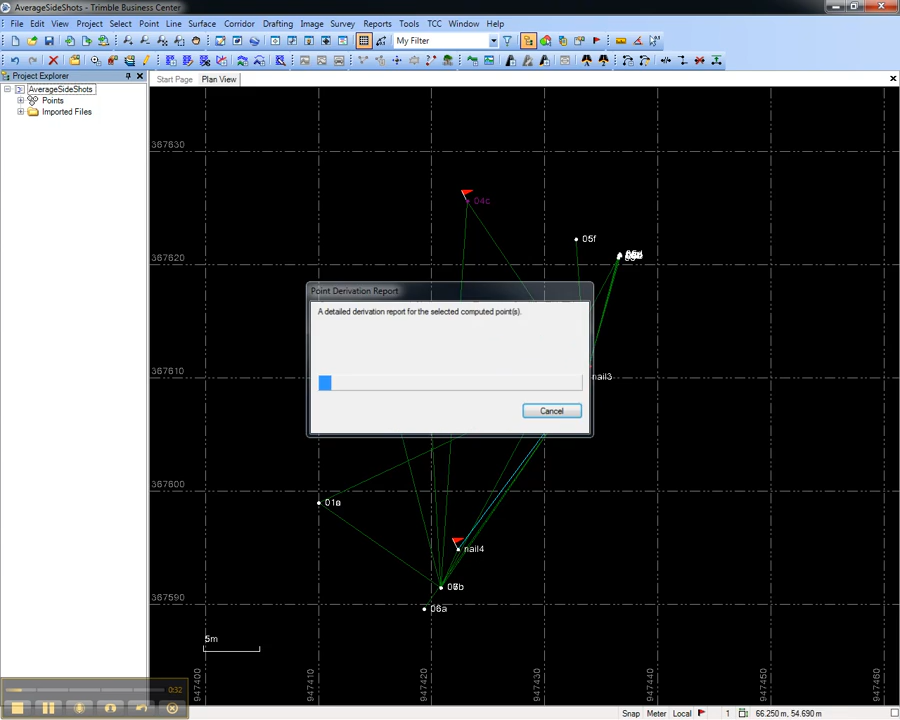 AverageSideShots - Trimble Business Center
File Edit View Project Select Point Line Surface Corridor Drafting Image Survey Reports Tools TCC Window Help
My Filter
Project Explorer
Start Page Plan View
AverageSideShots
Points
Imported Files
367630
04c
05f
367620
Point Derivation Report
A detailed derivation report for the selected computed point(s).
367610
nail3
Cancel
367600
nail4
367590
06a
5m
947400
947410
947420
947430
947440
947450
947460
0:32
Snap Meter Local 1 66.250 m, 54.690 m